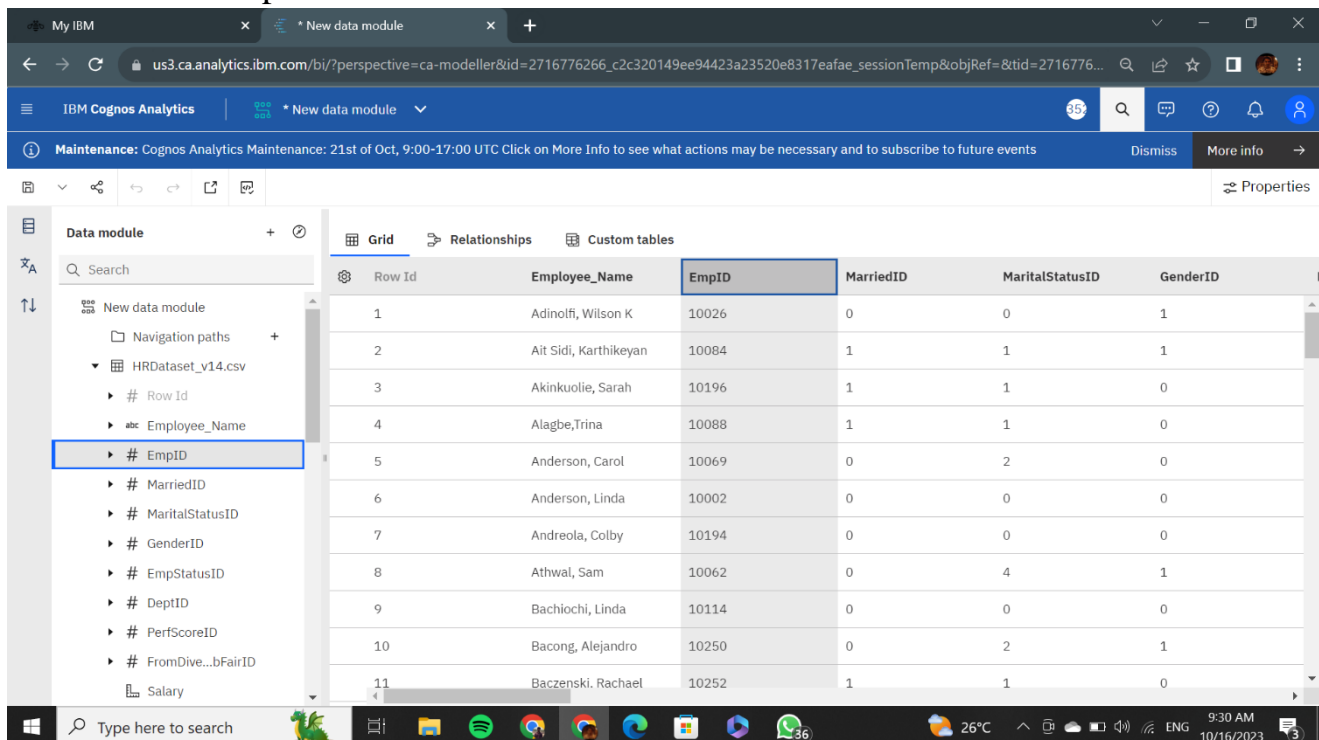 My IBM
* New data module
us3.ca.analytics.ibm.com/bi/?perspective=ca-modeller&id=2716776266_c2c320149ee94423a23520e8317eafae_sessionTemp&objRef=&tid=2716776...
IBM Cognos Analytics * New data module 352
Maintenance: Cognos Analytics Maintenance: 21st of Oct, 9:00-17:00 UTC Click on More Info to see what actions may be necessary and to subscribe to future events Dismiss More info
Properties
Data module
Search
New data module
Navigation paths
HRDataset_v14.csv
# Row Id
abc Employee_Name
# EmpID
# MarriedID
# MaritalStatusID
# GenderID
# EmpStatusID
# DeptID
# PerfScoreID
# FromDive...bFairID
Salary
Grid Relationships Custom tables
Row Id Employee_Name EmpID MarriedID MaritalStatusID GenderID
1 Adinolfi, Wilson K 10026 0 0 1
2 Ait Sidi, Karthikeyan 10084 1 1 1
3 Akinkuolie, Sarah 10196 1 1 0
4 Alagbe,Trina 10088 1 1 0
5 Anderson, Carol 10069 0 2 0
6 Anderson, Linda 10002 0 0 0
7 Andreola, Colby 10194 0 0 0
8 Athwal, Sam 10062 0 4 1
9 Bachiochi, Linda 10114 0 0 0
10 Bacong, Alejandro 10250 0 2 1
11 Baczenski, Rachael 10252 1 1 0
Type here to search 36 26°C ENG 9:30 AM
10/16/2023 3